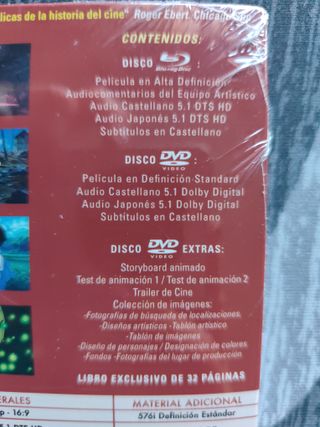 licas de la historia del cine" Roger Ebert, Chicago Sun
CONTENIDOS:
DISCO Blu-ray Disc :
Película en Alta Definición
Audiocomentarios del Equipo Artístico
Audio Castellano 5.1 DTS HD
Audio Japonés 5.1 DTS HD
Subtítulos en Castellano
DISCO DVD VIDEO :
Película en Definición Standard
Audio Castellano 5.1 Dolby Digital
Audio Japonés 5.1 Dolby Digital
Subtítulos en Castellano
DISCO DVD VIDEO EXTRAS:
Storyboard animado
Test de animación 1 / Test de animación 2
Trailer de Cine
Colección de imágenes:
-Fotografías de búsqueda de localizaciones.
-Diseños artísticos -Tablón artístico
-Tablón de imágenes
-Diseño de personajes / Designación de colores
-Fondos -Fotografías del lugar de producción
LIBRO EXCLUSIVO DE 32 PÁGINAS
ERALES
MATERIAL ADICIONAL
p - 16:9
576i Definición Estándar